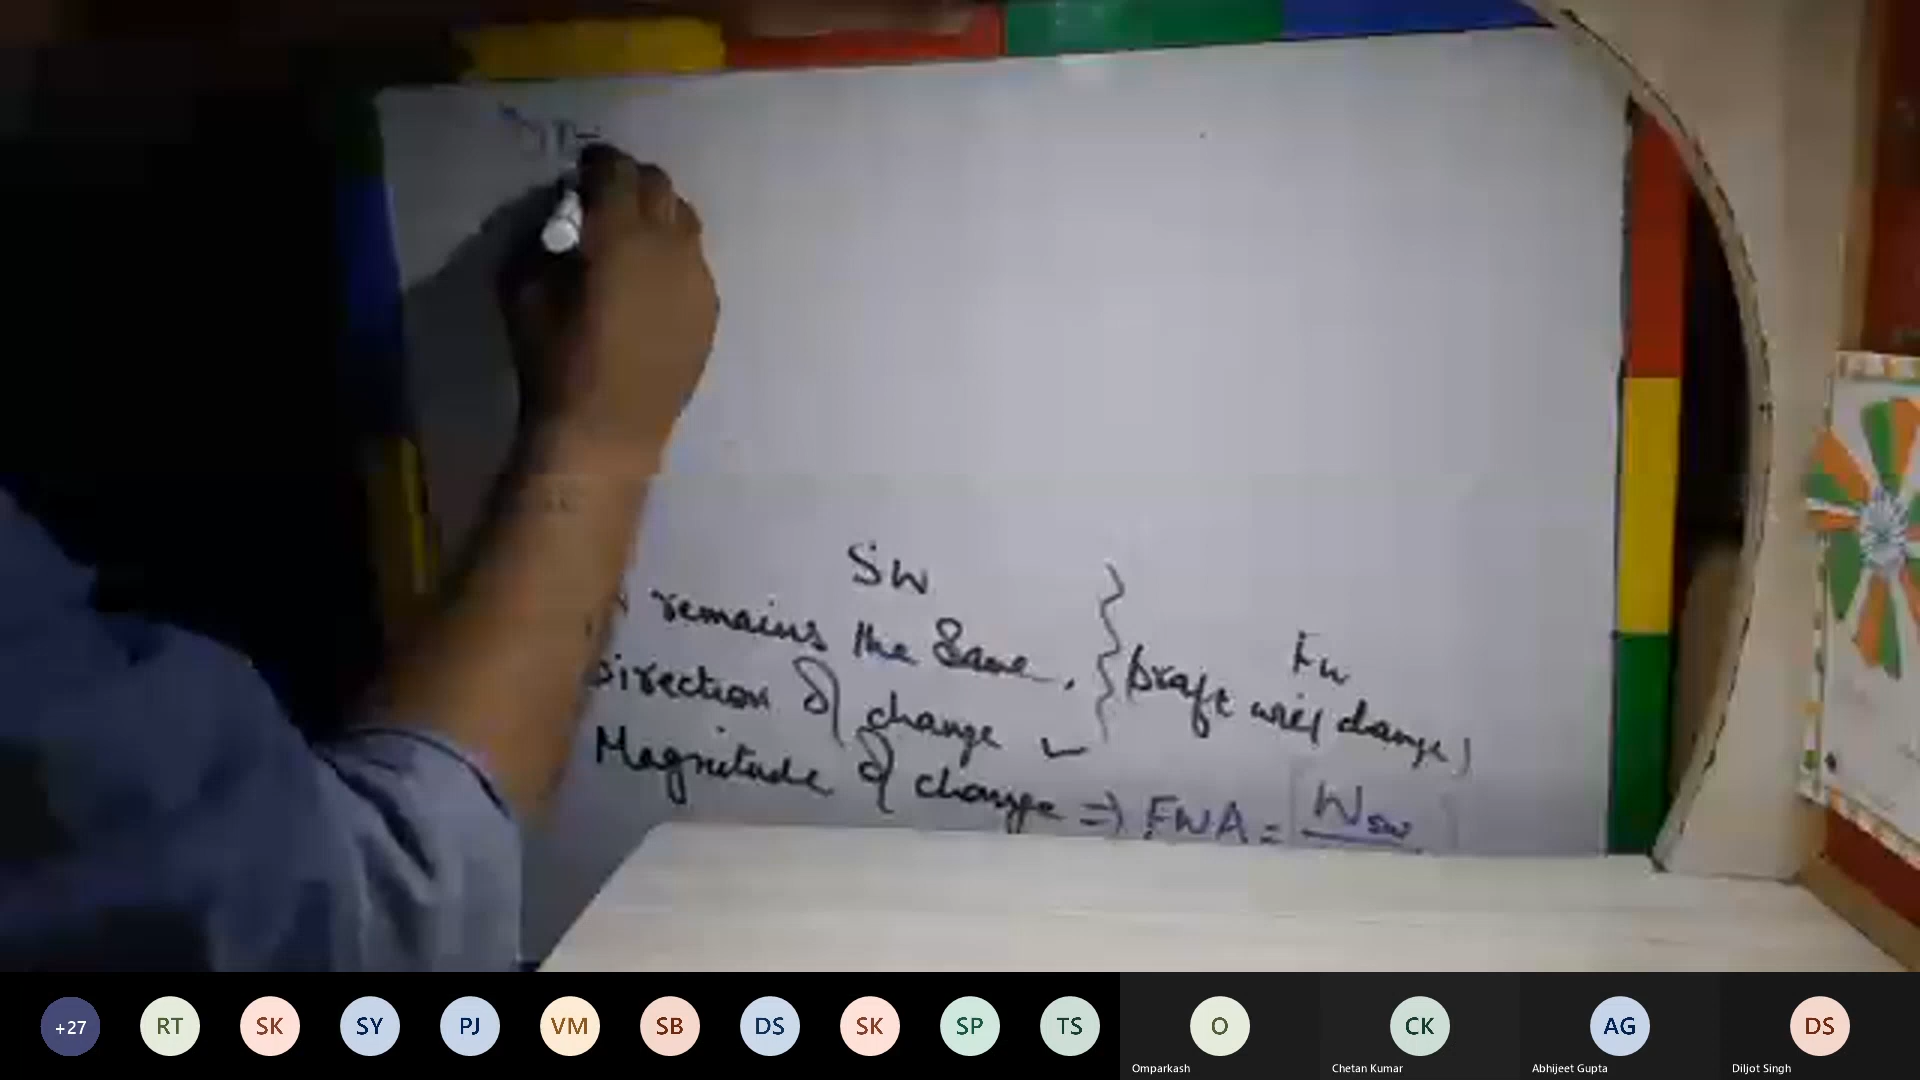 SW
remains the Same.
Fw
Direction of change
Draft will change
Magnitude of change => FWA = [Wsw
+27
RT
SK
SY
PJ
VM
SB
DS
SK
SP
TS
O
CK
AG
DS
Omparkash
Chetan Kumar
Abhijeet Gupta
Diljot Singh